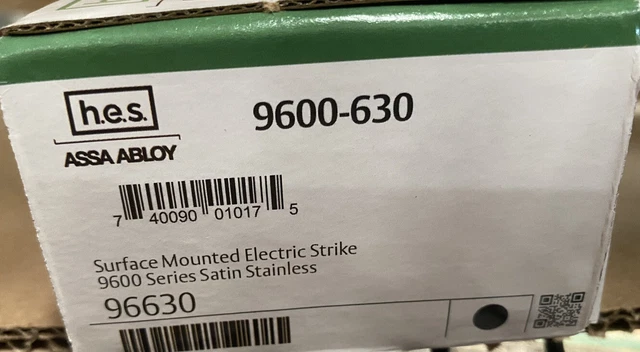 h.e.s.
ASSA ABLOY
9600-630
7 40090 01017 5
Surface Mounted Electric Strike
9600 Series Satin Stainless
96630